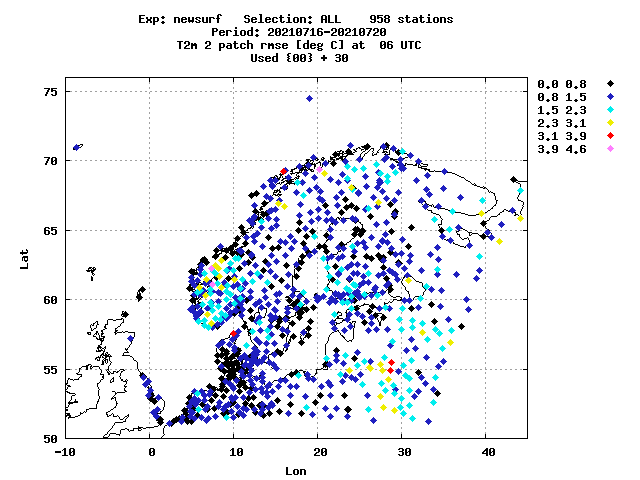 Exp: newsurf   Selection: ALL    958 stations
Period: 20210716-20210720
T2m 2 patch rmse [deg C] at  06 UTC
Used {00} + 30
0.0 0.8
0.8 1.5
1.5 2.3
2.3 3.1
3.1 3.9
3.9 4.6
75
70
65
60
55
50
Lat
-10 0 10 20 30 40
Lon